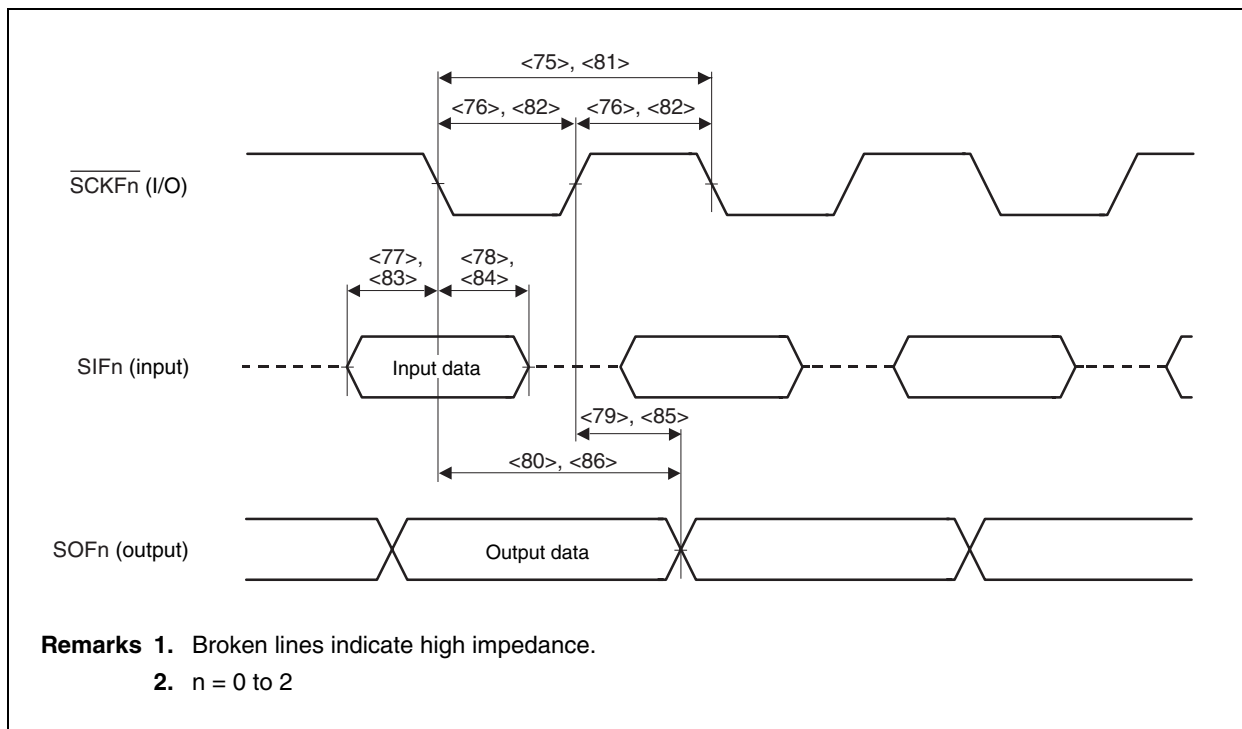 <75>, <81>
<76>, <82> <76>, <82>
SCKFn (I/O)
<77>, <78>,
<83> <84>
SIFn (input)
Input data
<79>, <85>
<80>, <86>
SOFn (output)
Output data
Remarks 1. Broken lines indicate high impedance.
2. n = 0 to 2